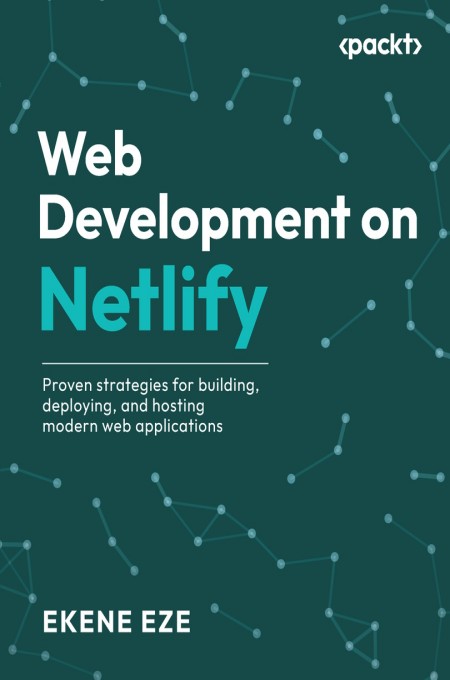 <packt>
Web
Development on
Netlify
Proven strategies for building,
deploying, and hosting
modern web applications
EKENE EZE